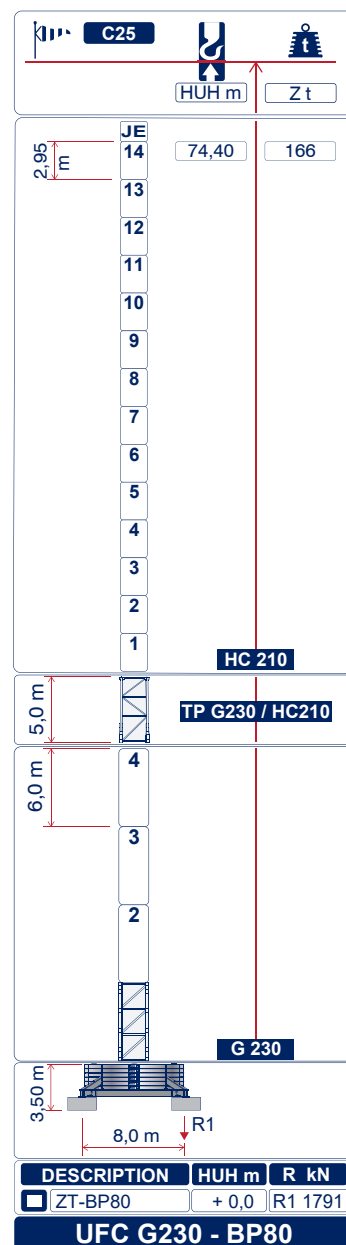 C25
t
HUH m Z t
JE
2,95 m
14 74,40 166
13
12
11
10
9
8
7
6
5
4
3
2
1
HC 210
5,0 m
TP G230 / HC210
6,0 m
4
3
2
G 230
3,50 m
R1
8,0 m
DESCRIPTION HUH m R kN
ZT-BP80 + 0,0 R1 1791
UFC G230 - BP80